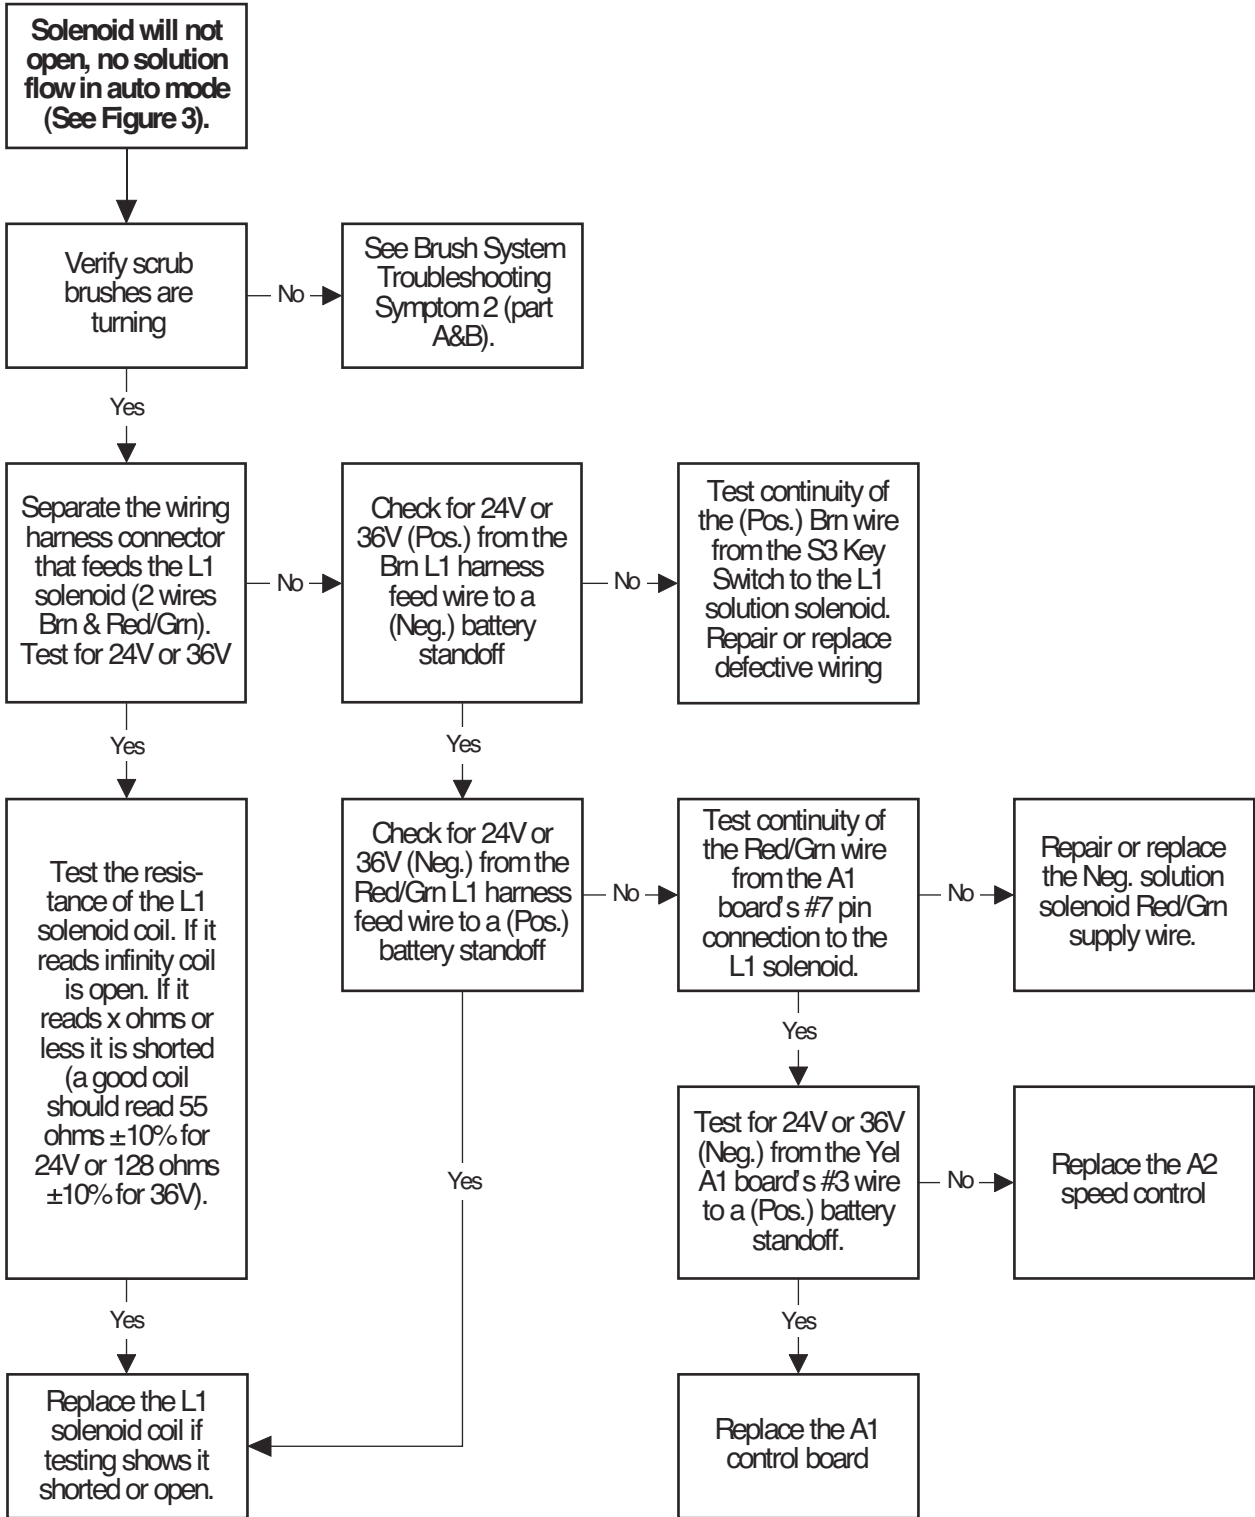 Solenoid will not
open, no solution
flow in auto mode
(See Figure 3).
Verify scrub
brushes are
turning
No
See Brush System
Troubleshooting
Symptom 2 (part
A&B).
Yes
Separate the wiring
harness connector
that feeds the L1
solenoid (2 wires
Brn & Red/Grn).
Test for 24V or 36V
No
Check for 24V or
36V (Pos.) from the
Brn L1 harness
feed wire to a
(Neg.) battery
standoff
No
Test continuity of
the (Pos.) Brn wire
from the S3 Key
Switch to the L1
solution solenoid.
Repair or replace
defective wiring
Yes
Yes
Test the resis-
tance of the L1
solenoid coil. If it
reads infinity coil
is open. If it
reads x ohms or
less it is shorted
(a good coil
should read 55
ohms ±10% for
24V or 128 ohms
±10% for 36V).
Check for 24V or
36V (Neg.) from the
Red/Grn L1 harness
feed wire to a (Pos.)
battery standoff
No
Test continuity of
the Red/Grn wire
from the A1
board's #7 pin
connection to the
L1 solenoid.
No
Repair or replace
the Neg. solution
solenoid Red/Grn
supply wire.
Yes
Yes
Test for 24V or 36V
(Neg.) from the Yel
A1 board's #3 wire
to a (Pos.) battery
standoff.
No
Replace the A2
speed control
Yes
Yes
Replace the L1
solenoid coil if
testing shows it
shorted or open.
Replace the A1
control board